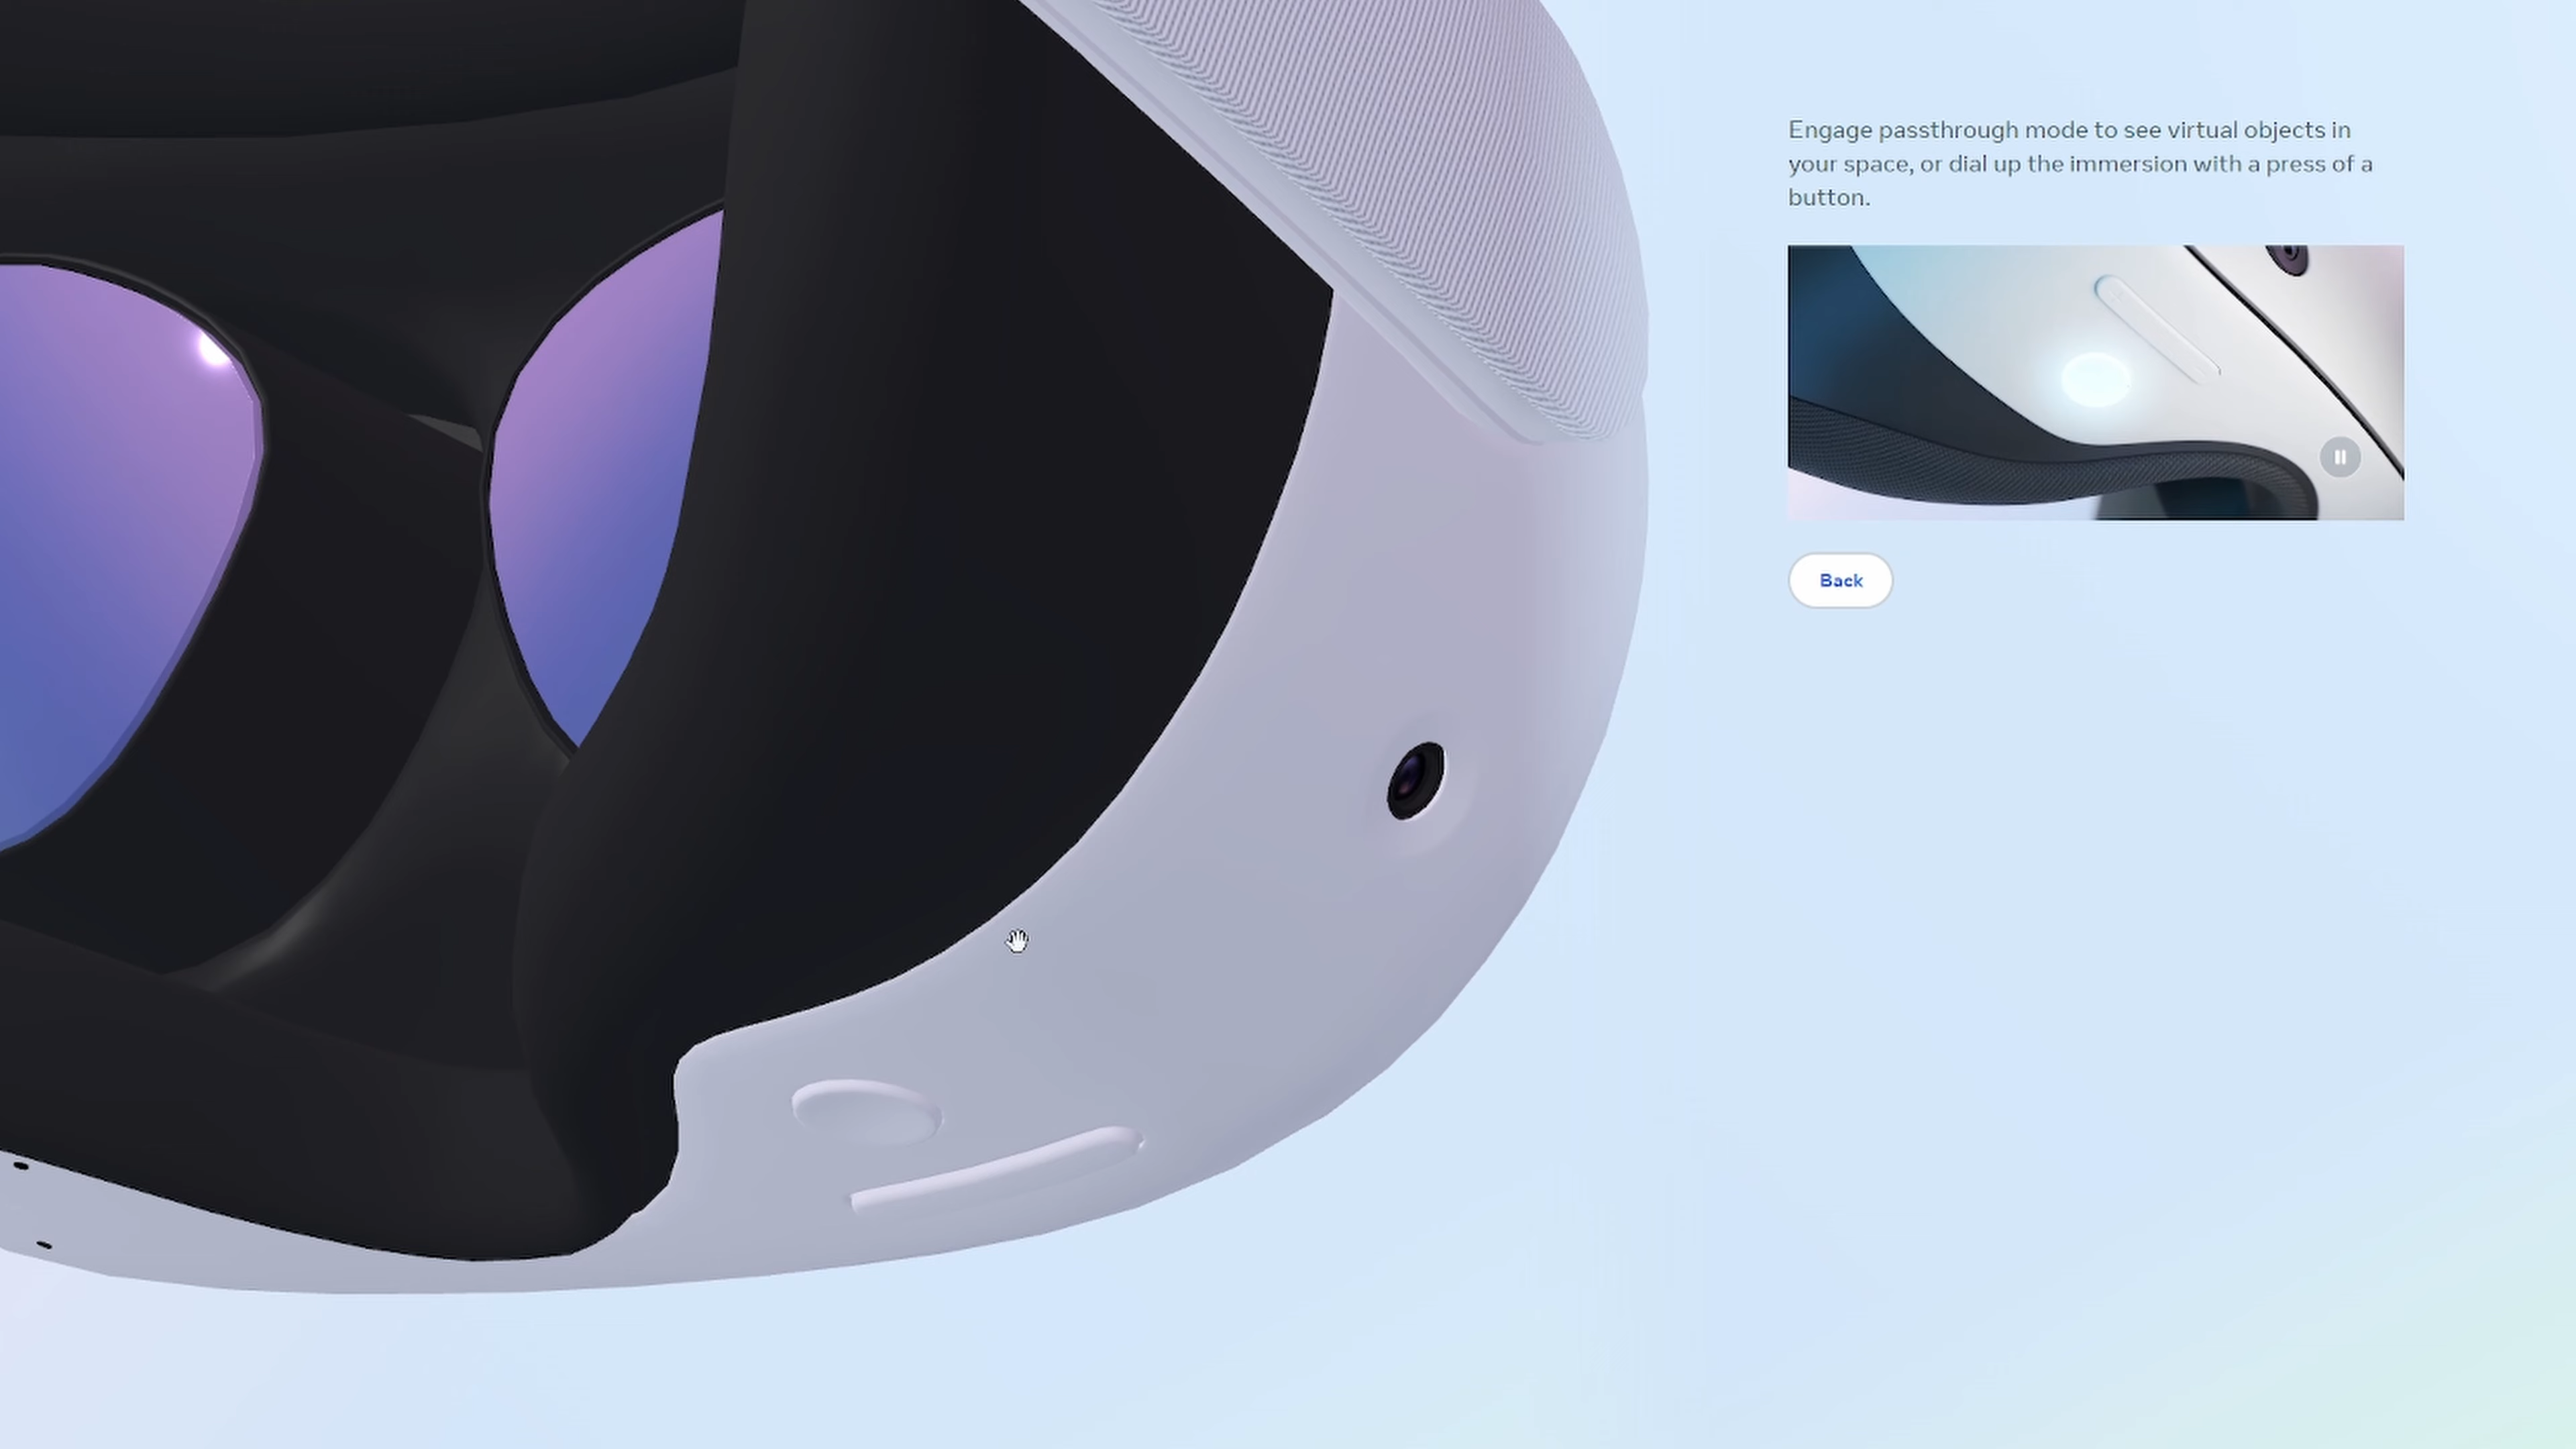 Engage passthrough mode to see virtual objects in
your space, or dial up the immersion with a press of a
button.
Back